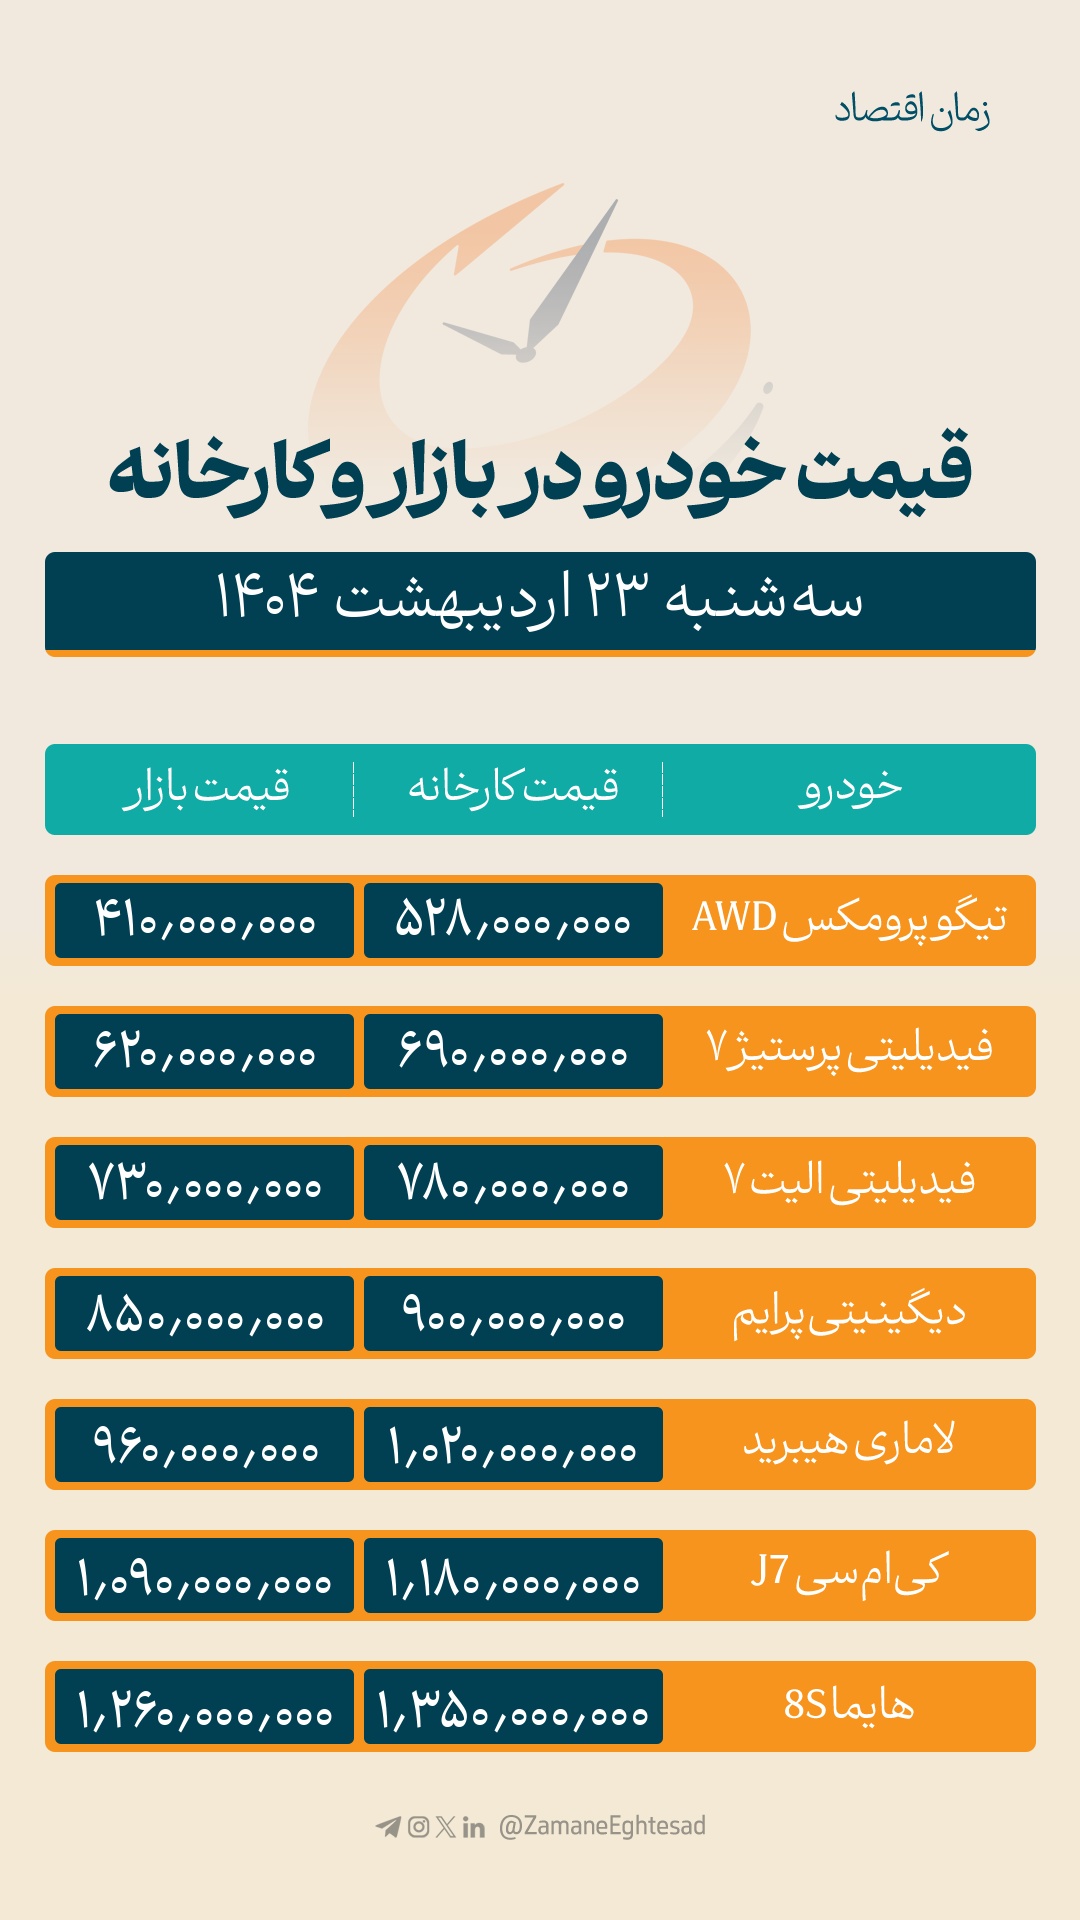 زمان اقتصاد
قیمت خودرو در بازار و کارخانه
سه‌شنبه ۲۳ اردیبهشت ۱۴۰۴
خودرو قیمت کارخانه قیمت بازار
تیگو پرومکس AWD ۵۲۸٫۰۰۰٫۰۰۰ ۴۱۰٫۰۰۰٫۰۰۰
فیدیلیتی پرستیژ ۷ ۶۹۰٫۰۰۰٫۰۰۰ ۶۲۰٫۰۰۰٫۰۰۰
فیدیلیتی الیت ۷ ۷۸۰٫۰۰۰٫۰۰۰ ۷۳۰٫۰۰۰٫۰۰۰
دیگینیتی پرایم ۹۰۰٫۰۰۰٫۰۰۰ ۸۵۰٫۰۰۰٫۰۰۰
لاماری هیبرید ۱٫۰۲۰٫۰۰۰٫۰۰۰ ۹۶۰٫۰۰۰٫۰۰۰
کی‌ام‌سی J7 ۱٫۱۸۰٫۰۰۰٫۰۰۰ ۱٫۰۹۰٫۰۰۰٫۰۰۰
هایما 8S ۱٫۳۵۰٫۰۰۰٫۰۰۰ ۱٫۲۶۰٫۰۰۰٫۰۰۰
@ZamaneEghtesad